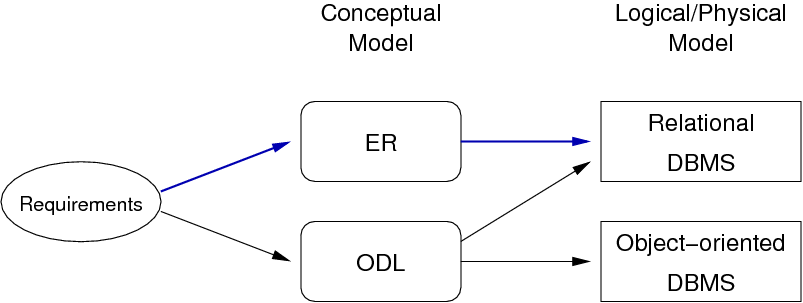 Conceptual
Model
Logical/Physical
Model
ER
Relational
DBMS
Requirements
ODL
Object−oriented
DBMS